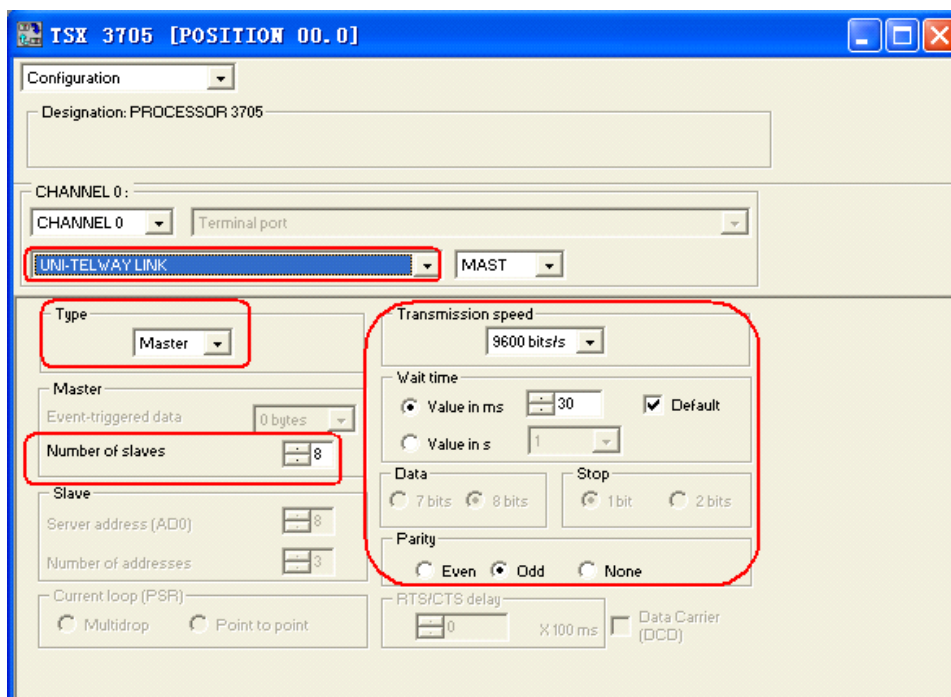 TSX 3705 [POSITION 00.0]
Configuration
Designation: PROCESSOR 3705
CHANNEL 0 :
CHANNEL 0 Terminal port
UNI-TELWAY LINK MAST
Type
Master
Transmission speed
9600 bits/s
Master
Event-triggered data 0 bytes
Number of slaves 8
Wait time
Value in ms 30 Default
Value in s 1
Slave
Server address (AD0) 8
Number of addresses 3
Data
7 bits 8 bits
Stop
1 bit 2 bits
Parity
Even Odd None
Current loop (PSR)
Multidrop Point to point
RTS/CTS delay
0 X 100 ms
Data Carrier
(DCD)